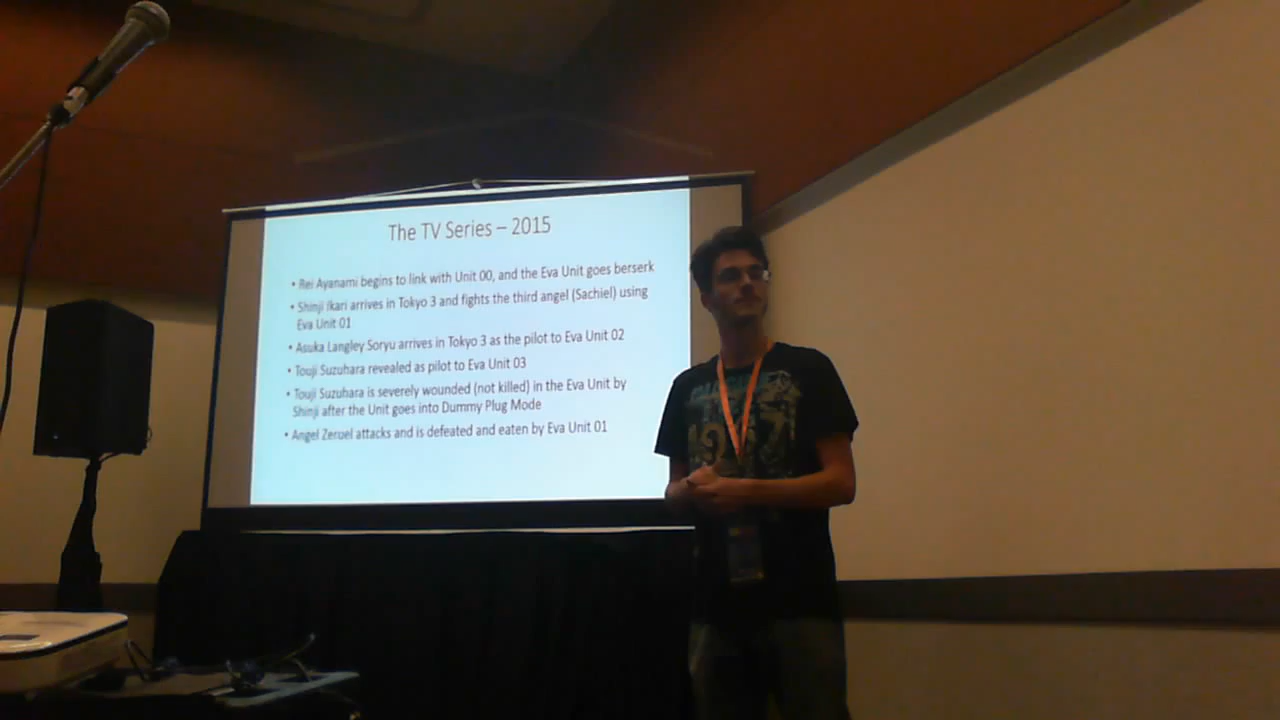 The TV Series – 2015
• Rei Ayanami begins to link with Unit 00, and the Eva Unit goes berserk
• Shinji Ikari arrives in Tokyo 3 and fights the third angel (Sachiel) using
Eva Unit 01
• Asuka Langley Soryu arrives in Tokyo 3 as the pilot to Eva Unit 02
• Touji Suzuhara revealed as pilot to Eva Unit 03
• Touji Suzuhara is severely wounded (not killed) in the Eva Unit by
Shinji after the Unit goes into Dummy Plug Mode
• Angel Zeruel attacks and is defeated and eaten by Eva Unit 01